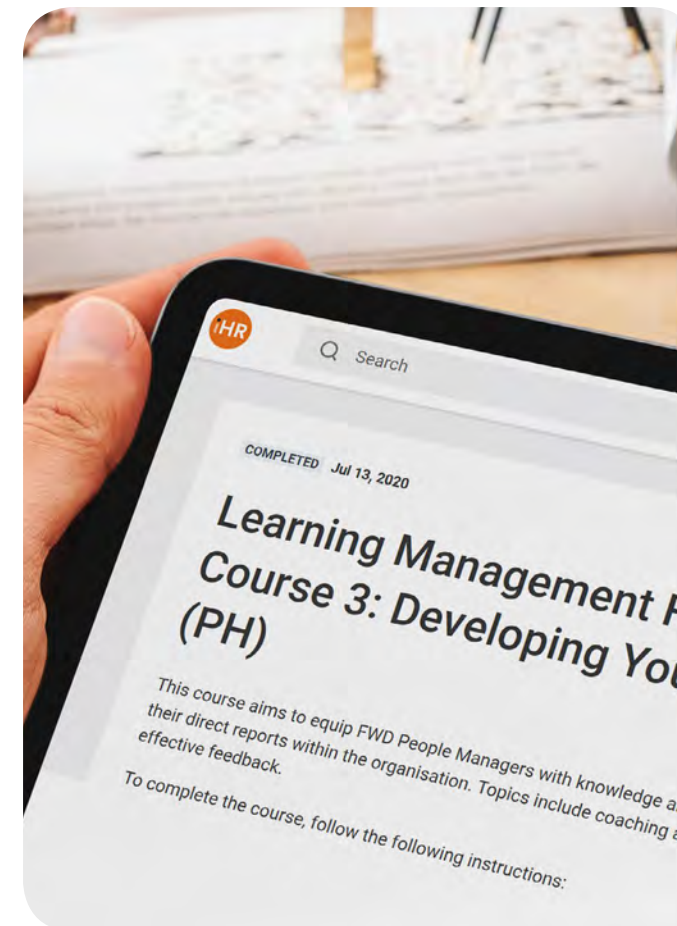 iHR
Search
COMPLETED Jul 13, 2020
Learning Management
Course 3: Developing
(PH)
This course aims to equip FWD People Managers with knowledge
their direct reports within the organisation. Topics include coaching
effective feedback.
To complete the course, follow the following instructions: